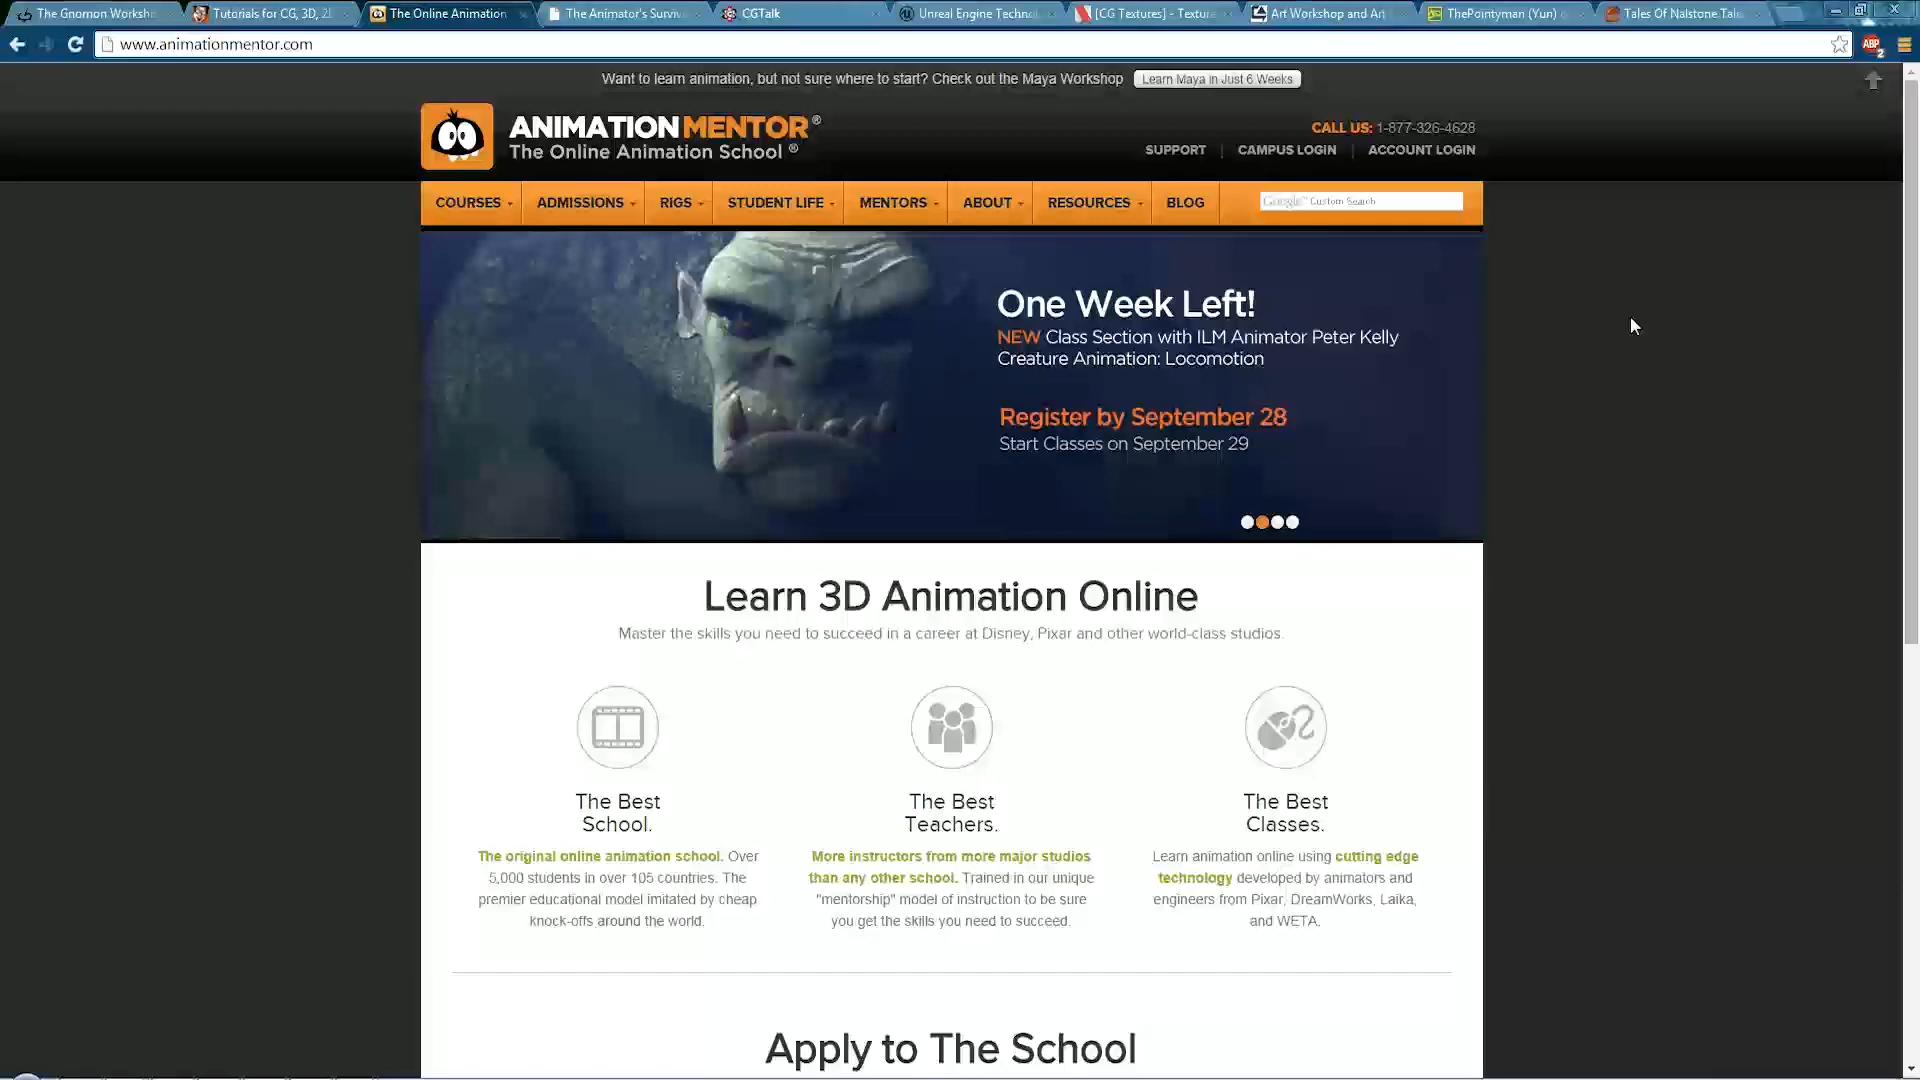 The Gnomon Worksh
Tutorials for CG, 3D, 2
The Online Animation
The Animator's Surviv
CGTalk
Unreal Engine Technol
[CG Textures] - Texture
Art Workshop and Art
ThePointyman (Yun)
Tales Of Nalstone Tale
www.animationmentor.com
ABP
2
Want to learn animation, but not sure where to start? Check out the Maya Workshop
Learn Maya in Just 6 Weeks
ANIMATIONMENTOR®
The Online Animation School ®
CALL US: 1-877-326-4628
SUPPORT | CAMPUS LOGIN | ACCOUNT LOGIN
COURSES ADMISSIONS RIGS STUDENT LIFE MENTORS ABOUT RESOURCES BLOG
Google™ Custom Search
One Week Left!
NEW Class Section with ILM Animator Peter Kelly
Creature Animation: Locomotion
Register by September 28
Start Classes on September 29
Learn 3D Animation Online
Master the skills you need to succeed in a career at Disney, Pixar and other world-class studios.
The Best
School.
The original online animation school. Over
5,000 students in over 105 countries. The
premier educational model imitated by cheap
knock-offs around the world.
The Best
Teachers.
More instructors from more major studios
than any other school. Trained in our unique
"mentorship" model of instruction to be sure
you get the skills you need to succeed.
The Best
Classes.
Learn animation online using cutting edge
technology developed by animators and
engineers from Pixar, DreamWorks, Laika,
and WETA.
Apply to The School